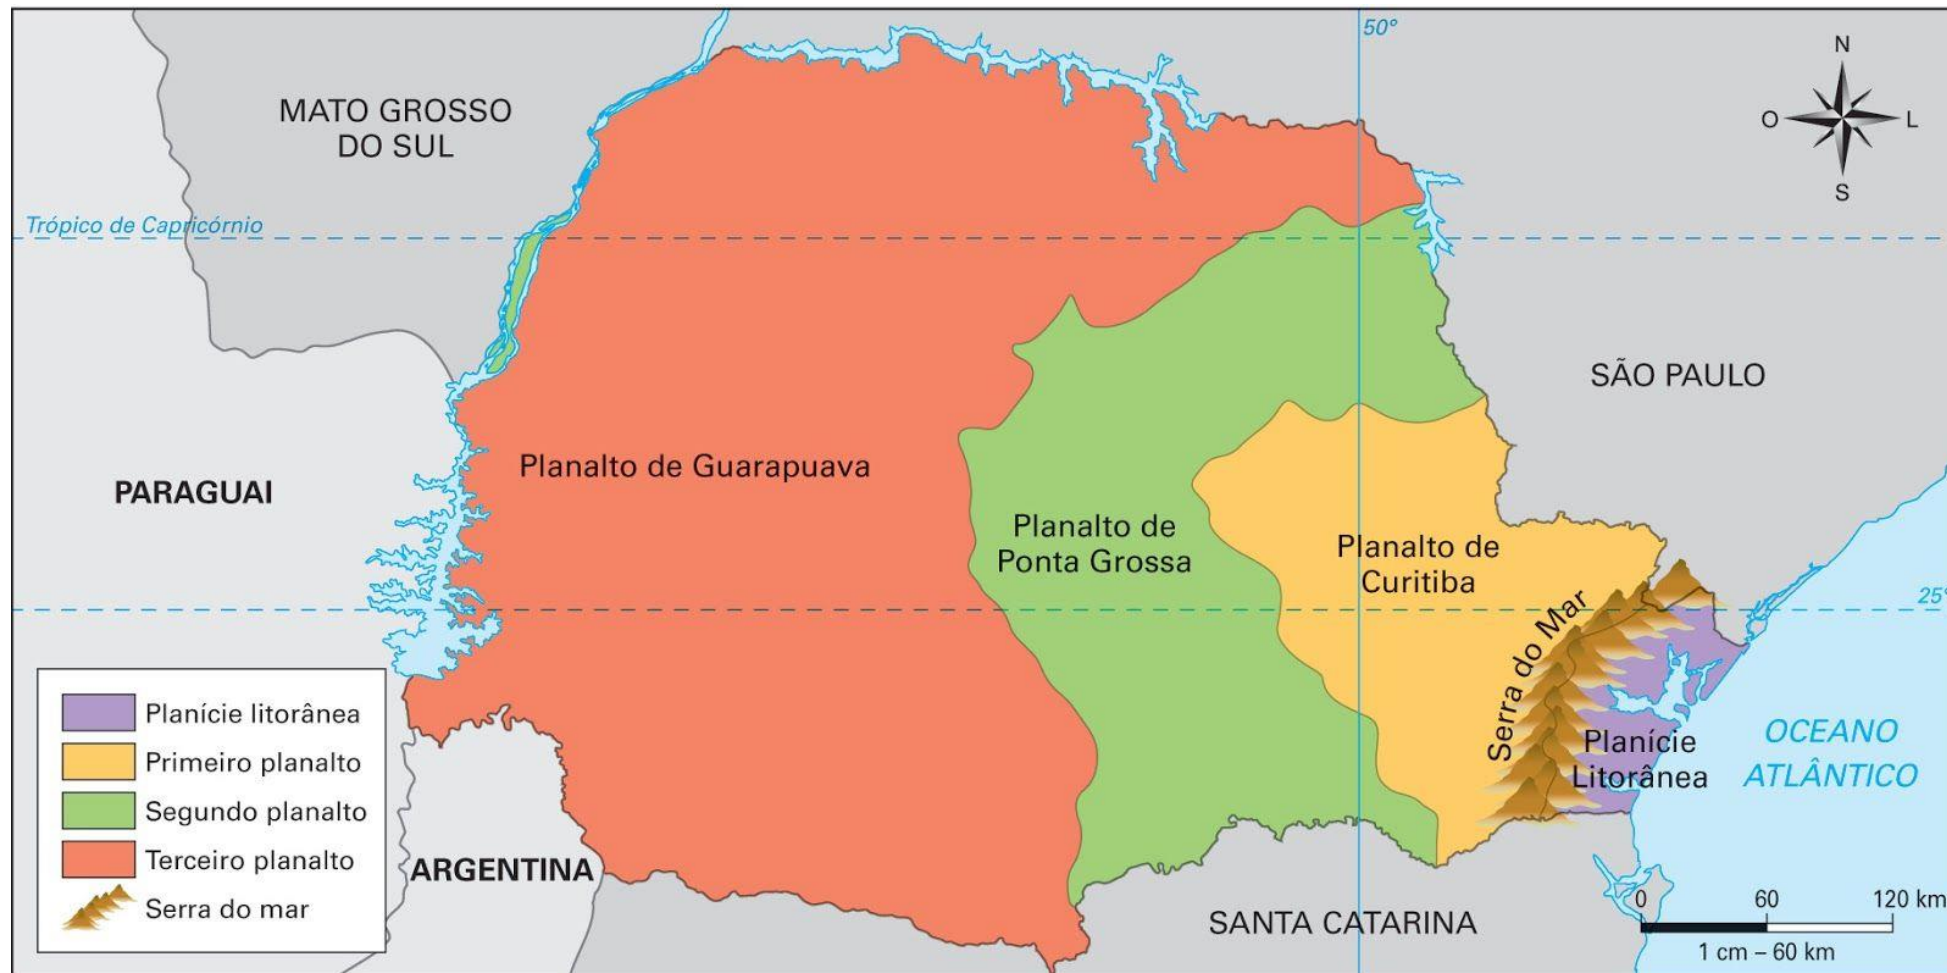 50°
N
O
L
S
MATO GROSSO
DO SUL
Trópico de Capricórnio
SÃO PAULO
PARAGUAI
Planalto de Guarapuava
Planalto de
Ponta Grossa
Planalto de
Curitiba
25°
Serra do Mar
Planície
Litorânea
OCEANO
ATLÂNTICO
Planície litorânea
Primeiro planalto
Segundo planalto
Terceiro planalto
Serra do mar
ARGENTINA
SANTA CATARINA
0 60 120 km
1 cm – 60 km